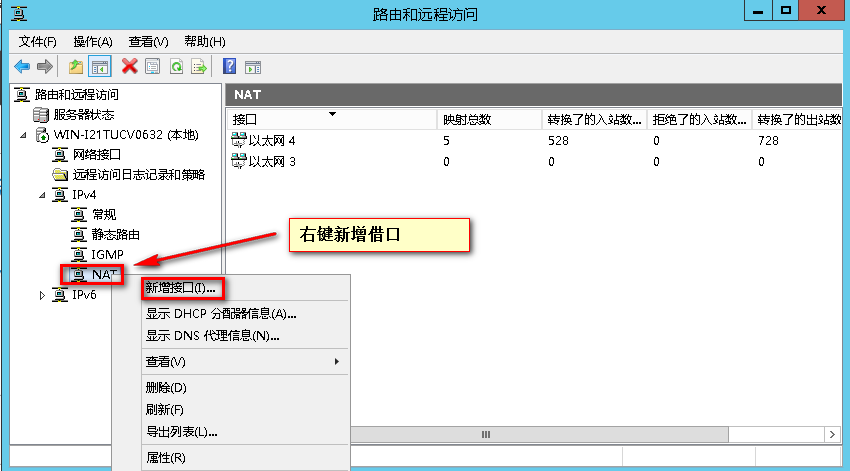 路由和远程访问
文件(F) 操作(A) 查看(V) 帮助(H)
路由和远程访问
服务器状态
WIN-I21TUCV0632 (本地)
网络接口
远程访问日志记录和策略
IPv4
常规
静态路由
IGMP
NAT
IPv6
NAT
接口 映射总数 转换了的入站数... 拒绝了的入站数... 转换了的出站数
以太网 4 5 528 0 728
以太网 3 0 0 0 0
右键新增借口
新增接口(I)...
显示 DHCP 分配器信息(A)...
显示 DNS 代理信息(N)...
查看(V)
删除(D)
刷新(F)
导出列表(L)...
属性(R)